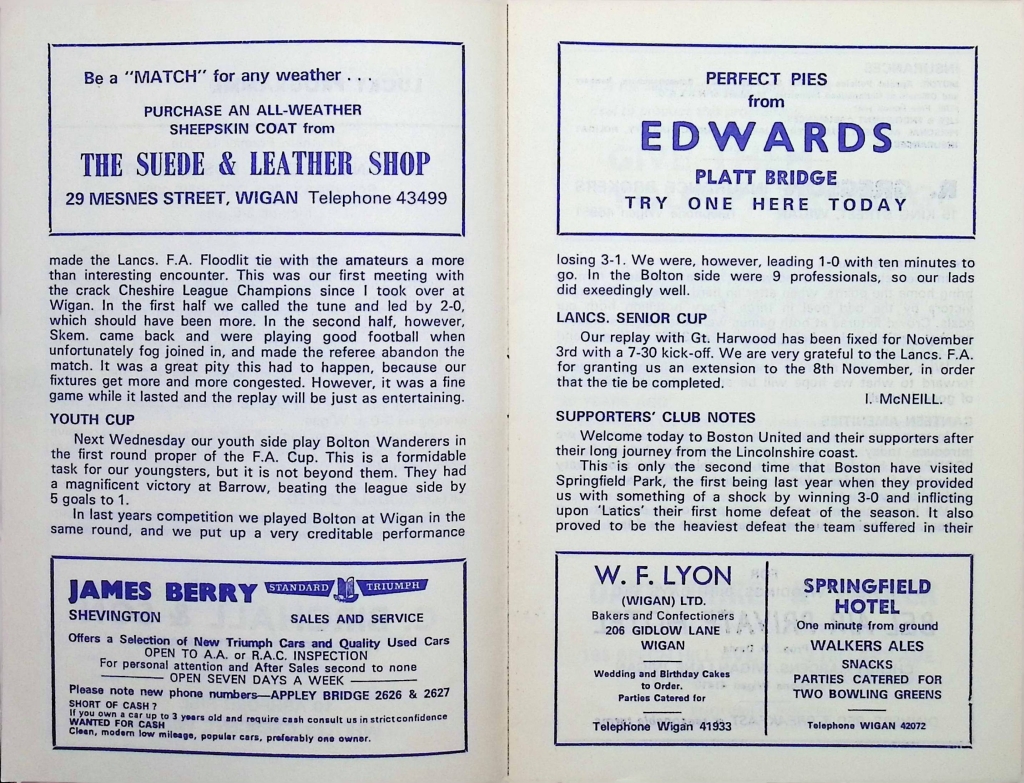 Be a "MATCH" for any weather . . .
PURCHASE AN ALL-WEATHER
SHEEPSKIN COAT from
THE SUEDE & LEATHER SHOP
29 MESNES STREET, WIGAN Telephone 43499
made the Lancs. F.A. Floodlit tie with the amateurs a more
than interesting encounter. This was our first meeting with
the crack Cheshire League Champions since I took over at
Wigan. In the first half we called the tune and led by 2-0,
which should have been more. In the second half, however,
Skem. came back and were playing good football when
unfortunately fog joined in, and made the referee abandon the
match. It was a great pity this had to happen, because our
fixtures get more and more congested. However, it was a fine
game while it lasted and the replay will be just as entertaining.
YOUTH CUP
Next Wednesday our youth side play Bolton Wanderers in
the first round proper of the F.A. Cup. This is a formidable
task for our youngsters, but it is not beyond them. They had
a magnificent victory at Barrow, beating the league side by
5 goals to 1.
In last years competition we played Bolton at Wigan in the
same round, and we put up a very creditable performance
JAMES BERRY STANDARD TRIUMPH
SHEVINGTON SALES AND SERVICE
Offers a Selection of New Triumph Cars and Quality Used Cars
OPEN TO A.A. or R.A.C. INSPECTION
For personal attention and After Sales second to none
OPEN SEVEN DAYS A WEEK
Please note new phone numbers—APPLEY BRIDGE 2626 & 2627
SHORT OF CASH ?
If you own a car up to 3 years old and require cash consult us in strict confidence
WANTED FOR CASH
Clean, modern low mileage, popular cars, preferably one owner.
PERFECT PIES
from
EDWARDS
PLATT BRIDGE
TRY ONE HERE TODAY
losing 3-1. We were, however, leading 1-0 with ten minutes to
go. In the Bolton side were 9 professionals, so our lads
did exeedingly well.
LANCS. SENIOR CUP
Our replay with Gt. Harwood has been fixed for November
3rd with a 7-30 kick-off. We are very grateful to the Lancs. F.A.
for granting us an extension to the 8th November, in order
that the tie be completed.
I. McNEILL.
SUPPORTERS' CLUB NOTES
Welcome today to Boston United and their supporters after
their long journey from the Lincolnshire coast.
This is only the second time that Boston have visited
Springfield Park, the first being last year when they provided
us with something of a shock by winning 3-0 and inflicting
upon 'Latics' their first home defeat of the season. It also
proved to be the heaviest defeat the team suffered in their
W. F. LYON
(WIGAN) LTD.
Bakers and Confectioners
206 GIDLOW LANE
WIGAN
Wedding and Birthday Cakes
to Order.
Parties Catered for
Telephone Wigan 41933
SPRINGFIELD
HOTEL
One minute from ground
WALKERS ALES
SNACKS
PARTIES CATERED FOR
TWO BOWLING GREENS
Telephone WIGAN 42072